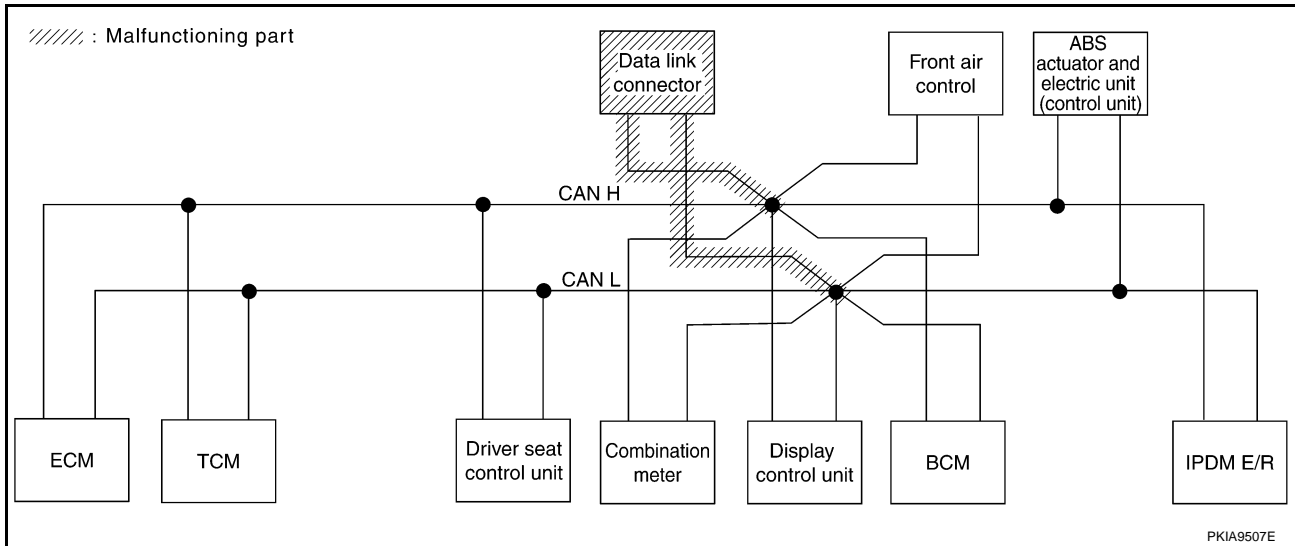 : Malfunctioning part
Data link
connector
Front air
control
ABS
actuator and
electric unit
(control unit)
CAN H
CAN L
ECM
TCM
Driver seat
control unit
Combination
meter
Display
control unit
BCM
IPDM E/R
PKIA9507E